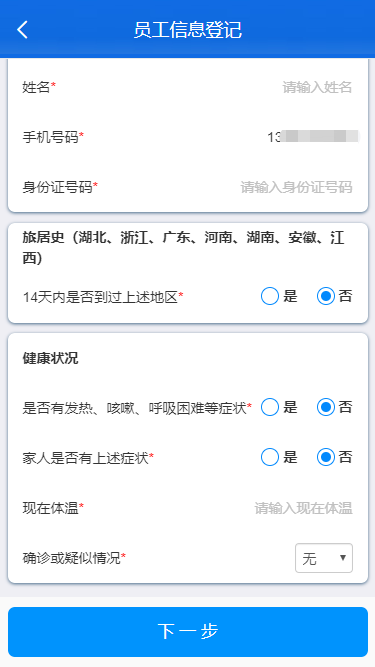 员工信息登记
姓名* 请输入姓名
手机号码* 13
身份证号码* 请输入身份证号码
旅居史（湖北、浙江、广东、河南、湖南、安徽、江
西）
14天内是否到过上述地区* 是 否
健康状况
是否有发热、咳嗽、呼吸困难等症状* 是 否
家人是否有上述症状* 是 否
现在体温* 请输入现在体温
确诊或疑似情况* 无
下一步